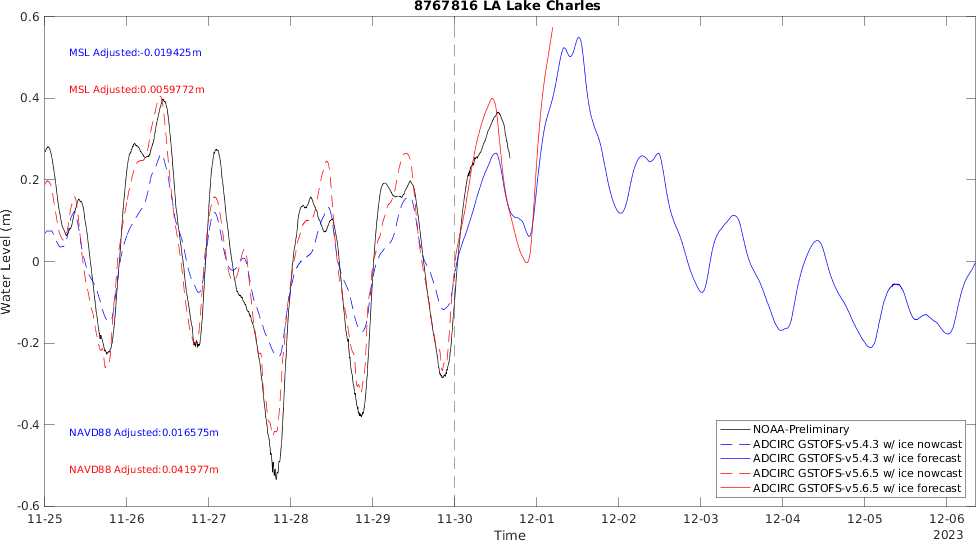 8767816 LA Lake Charles
Water Level (m)
0.6
0.4
0.2
0
-0.2
-0.4
-0.6
MSL Adjusted:-0.019425m
MSL Adjusted:0.0059772m
NAVD88 Adjusted:0.016575m
NAVD88 Adjusted:0.041977m
NOAA-Preliminary
ADCIRC GSTOFS-v5.4.3 w/ ice nowcast
ADCIRC GSTOFS-v5.4.3 w/ ice forecast
ADCIRC GSTOFS-v5.6.5 w/ ice nowcast
ADCIRC GSTOFS-v5.6.5 w/ ice forecast
11-25 11-26 11-27 11-28 11-29 11-30 12-01 12-02 12-03 12-04 12-05 12-06
Time
2023